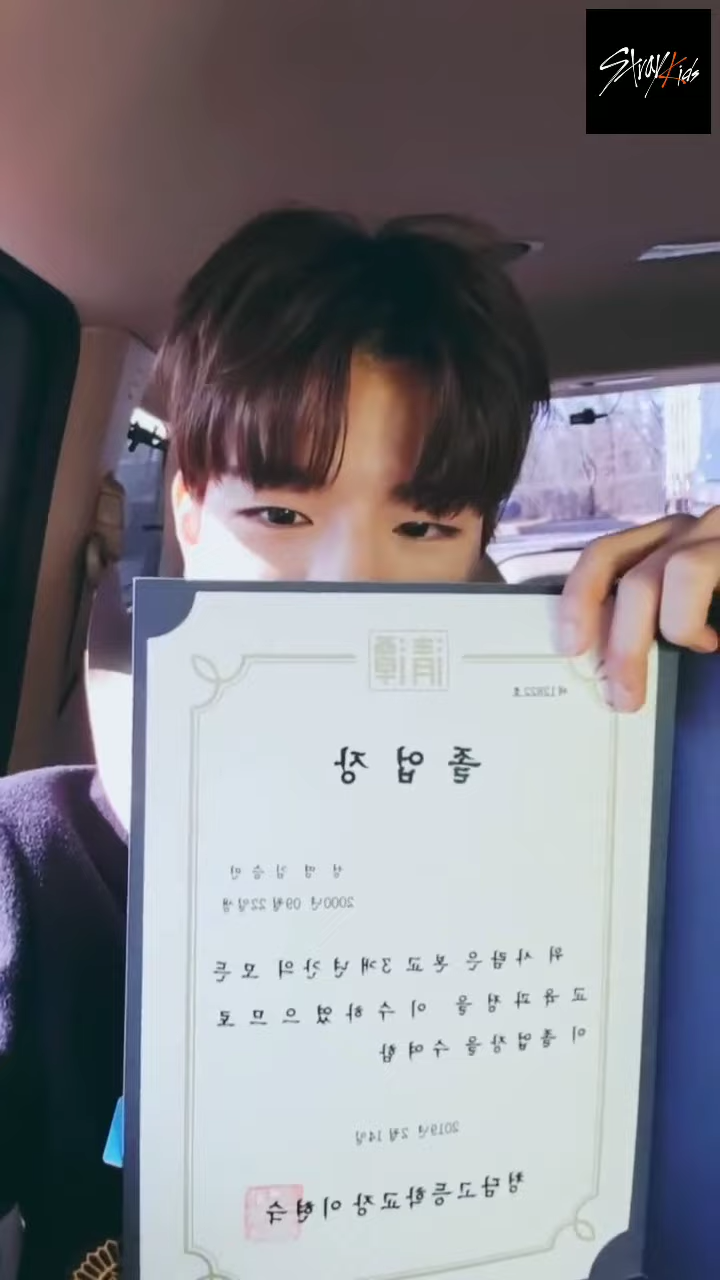 Stray Kids
清潭
졸 업 장
성 명 김 승 민
2000년 09월 22일 생
위 사 람 은 본 교 3개 년 간 의 모 든
교 육 과 정 을 이 수 하 였 으 므 로
이 졸 업 장 을 수 여 함
2019년 2월 14일
청담고등학교장 이현수